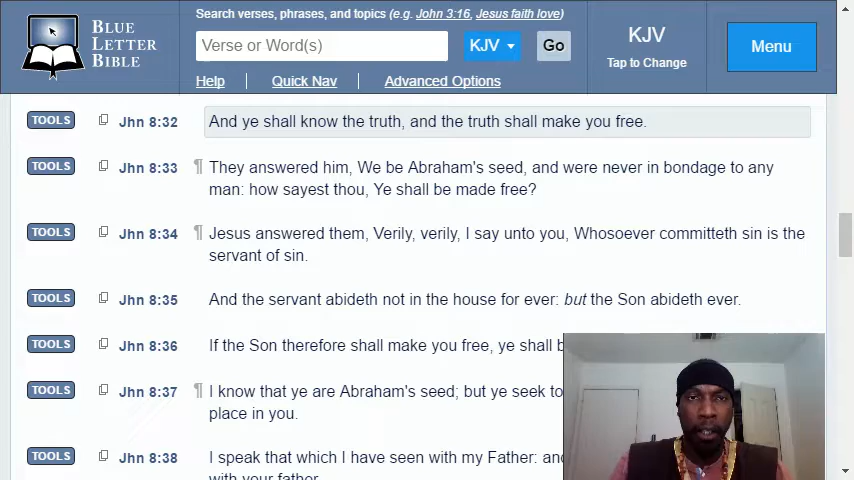 Search verses, phrases, and topics (e.g. John 3:16, Jesus faith love)
BLUE
LETTER
BIBLE
Verse or Word(s)
KJV
Go
KJV
Tap to Change
Menu
Help
Quick Nav
Advanced Options
TOOLS Jhn 8:32 And ye shall know the truth, and the truth shall make you free.
TOOLS Jhn 8:33 ¶ They answered him, We be Abraham's seed, and were never in bondage to any
man: how sayest thou, Ye shall be made free?
TOOLS Jhn 8:34 ¶ Jesus answered them, Verily, verily, I say unto you, Whosoever committeth sin is the
servant of sin.
TOOLS Jhn 8:35 And the servant abideth not in the house for ever: but the Son abideth ever.
TOOLS Jhn 8:36 If the Son therefore shall make you free, ye shall
TOOLS Jhn 8:37 ¶ I know that ye are Abraham's seed; but ye seek to
place in you.
TOOLS Jhn 8:38 I speak that which I have seen with my Father:
with your father.